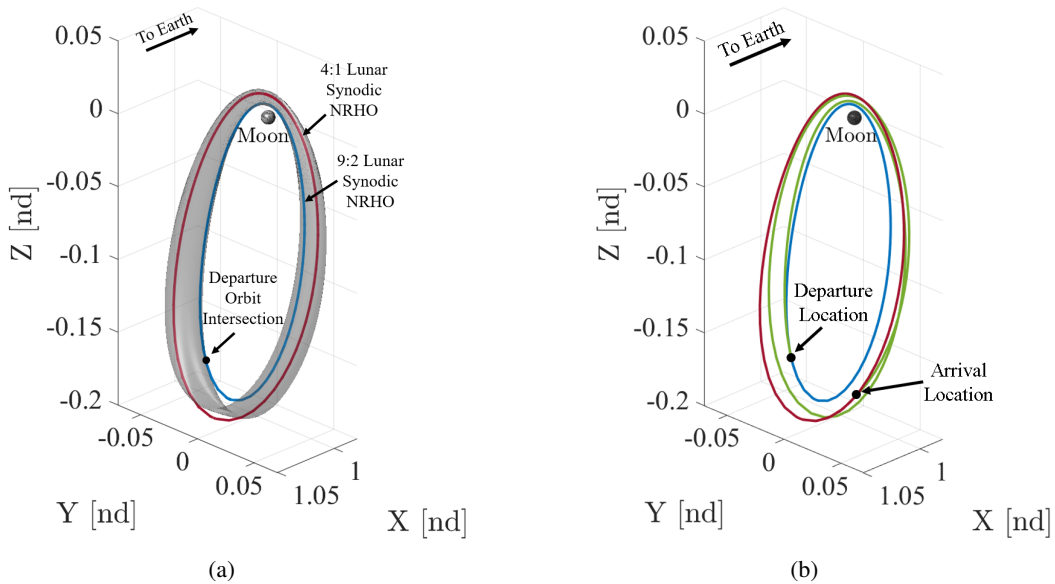 0.05
To Earth
4:1 Lunar
Synodic
NRHO
0
Moon
9:2 Lunar
Synodic
NRHO
-0.05
Z [nd]
-0.1
Departure
Orbit
Intersection
-0.15
-0.2
-0.05
0
0.05
1.05
1
Y [nd]
X [nd]
(a)
0.05
To Earth
0
Moon
-0.05
Z [nd]
-0.1
Departure
Location
-0.15
Arrival
Location
-0.2
-0.05
0
0.05
1.05
1
Y [nd]
X [nd]
(b)